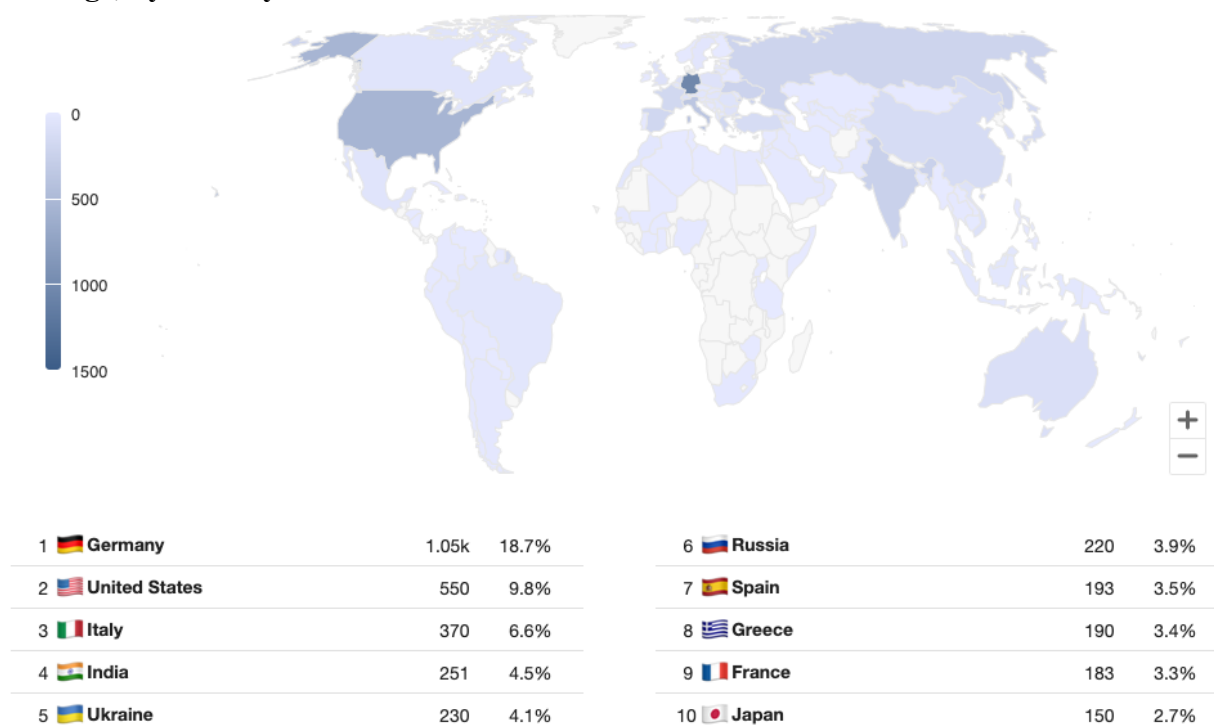 0
500
1000
1500
+
−
1 Germany 1.05k 18.7%
2 United States 550 9.8%
3 Italy 370 6.6%
4 India 251 4.5%
5 Ukraine 230 4.1%
6 Russia 220 3.9%
7 Spain 193 3.5%
8 Greece 190 3.4%
9 France 183 3.3%
10 Japan 150 2.7%